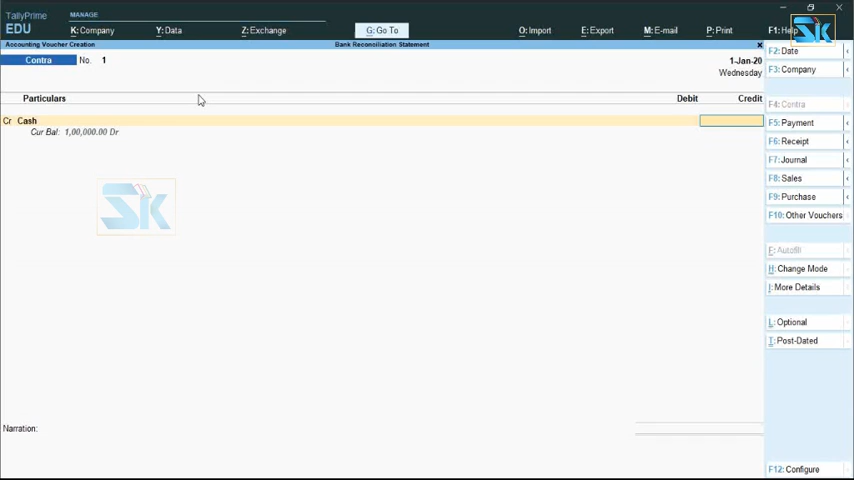 TallyPrime
MANAGE
EDU
K: Company
Y: Data
Z: Exchange
G: Go To
O: Import
E: Export
M: E-mail
P: Print
F1: Help
Accounting Voucher Creation
Bank Reconciliation Statement
Contra
No. 1
1-Jan-20
Wednesday
Particulars
Debit
Credit
Cr Cash
Cur Bal: 1,00,000.00 Dr
SK
Narration:
SK
F2: Date
F3: Company
F4: Contra
F5: Payment
F6: Receipt
F7: Journal
F8: Sales
F9: Purchase
F10: Other Vouchers
E: Autofill
H: Change Mode
I: More Details
L: Optional
T: Post-Dated
F12: Configure